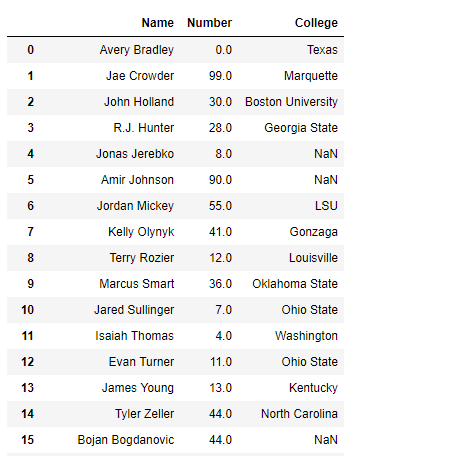 Name Number College
0 Avery Bradley 0.0 Texas
1 Jae Crowder 99.0 Marquette
2 John Holland 30.0 Boston University
3 R.J. Hunter 28.0 Georgia State
4 Jonas Jerebko 8.0 NaN
5 Amir Johnson 90.0 NaN
6 Jordan Mickey 55.0 LSU
7 Kelly Olynyk 41.0 Gonzaga
8 Terry Rozier 12.0 Louisville
9 Marcus Smart 36.0 Oklahoma State
10 Jared Sullinger 7.0 Ohio State
11 Isaiah Thomas 4.0 Washington
12 Evan Turner 11.0 Ohio State
13 James Young 13.0 Kentucky
14 Tyler Zeller 44.0 North Carolina
15 Bojan Bogdanovic 44.0 NaN